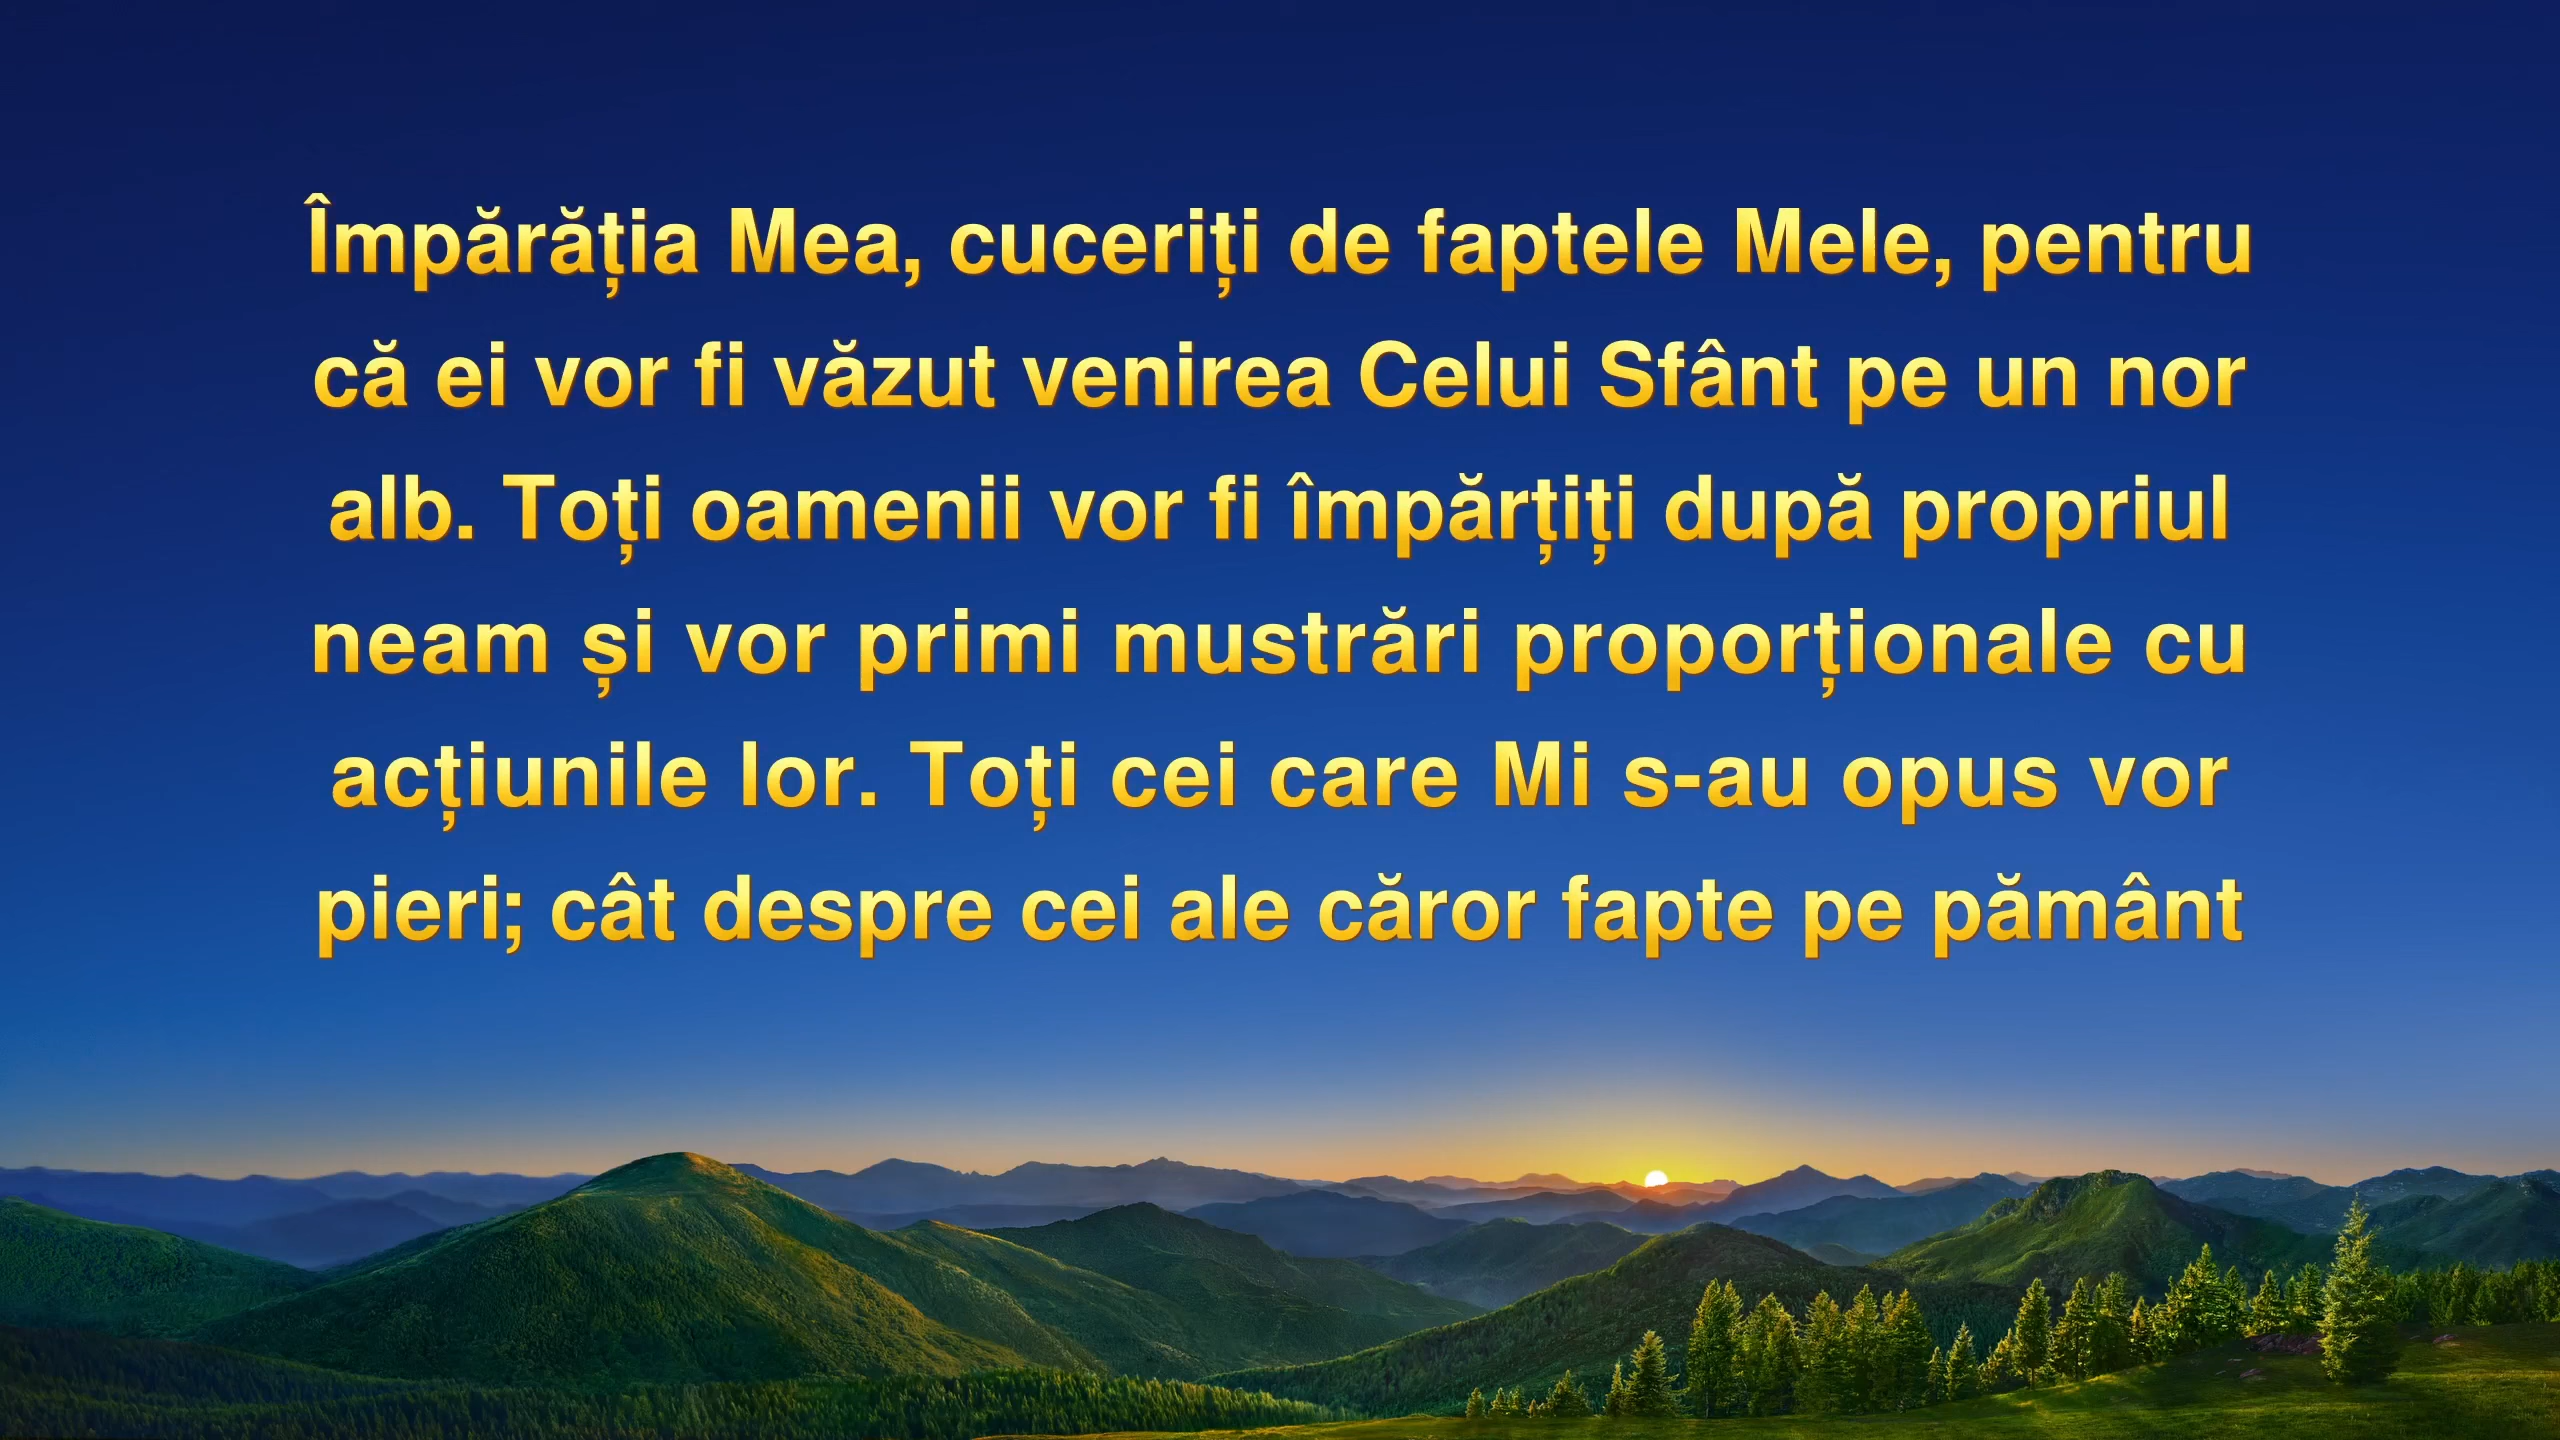 Împărăția Mea, cuceriți de faptele Mele, pentru
că ei vor fi văzut venirea Celui Sfânt pe un nor
alb. Toți oamenii vor fi împărțiți după propriul
neam și vor primi mustrări proporționale cu
acțiunile lor. Toți cei care Mi s-au opus vor
pieri; cât despre cei ale căror fapte pe pământ